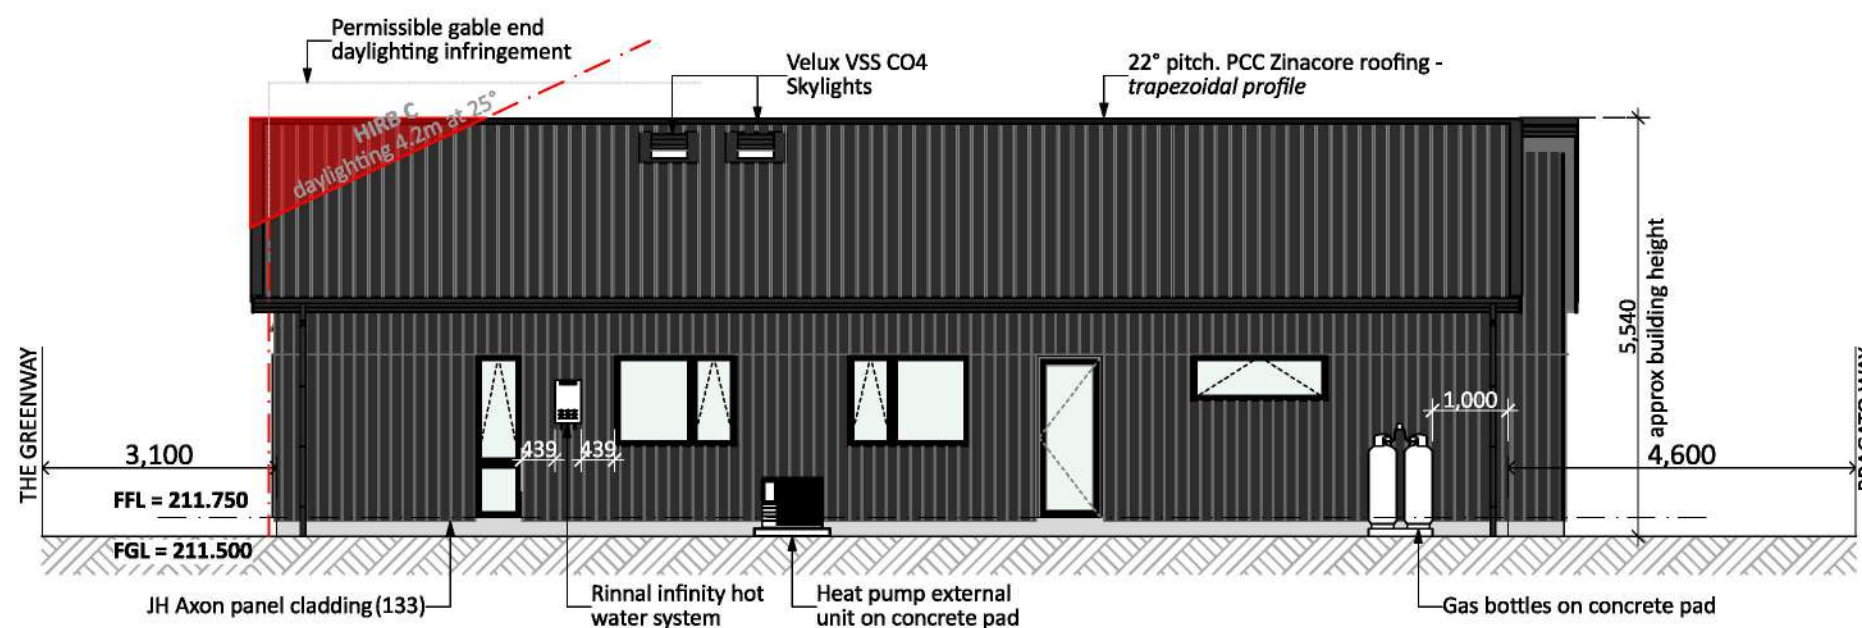 Permissible gable end
daylighting infringement
Velux VSS CO4
Skylights
22° pitch. PCC Zinacore roofing -
trapezoidal profile
HIRB C
daylighting 4.2m at 25°
5,540
approx building height
THE GREENWAY
3,100
439
439
1,000
4,600
FFL = 211.750
FGL = 211.500
JH Axon panel cladding (133)
Rinnal infinity hot
water system
Heat pump external
unit on concrete pad
Gas bottles on concrete pad